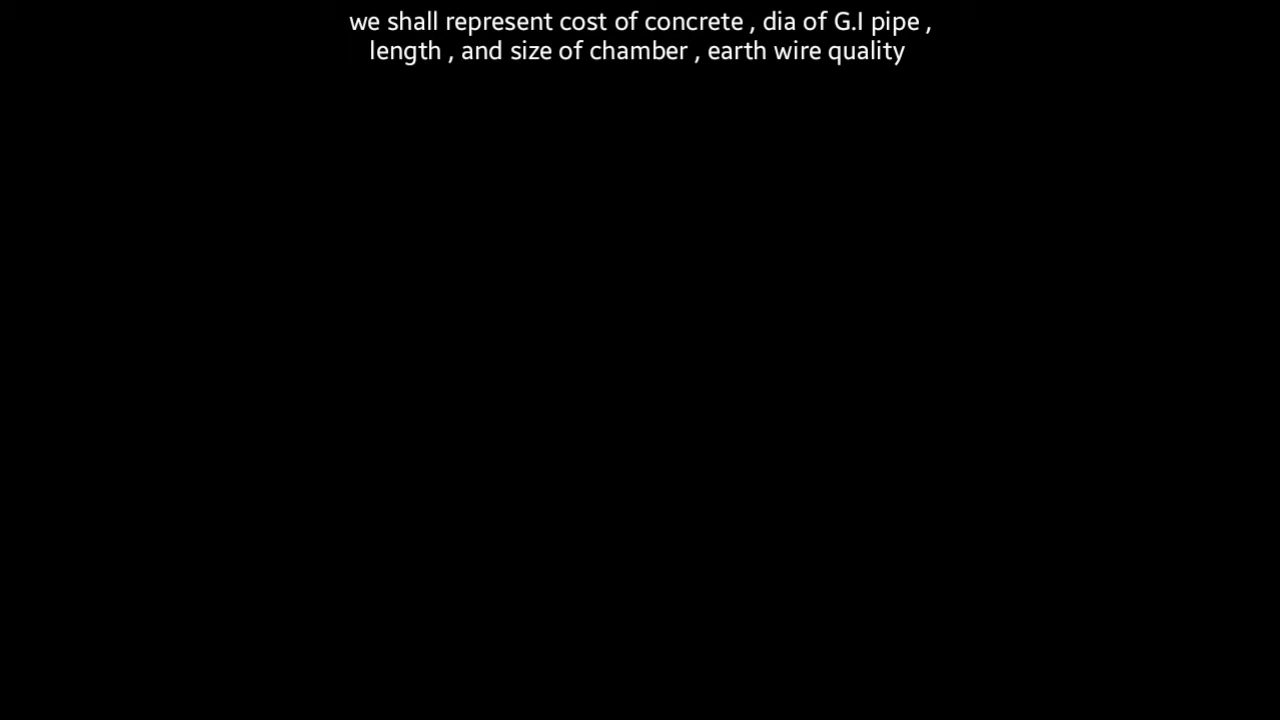 we shall represent cost of concrete , dia of G.I pipe ,
length , and size of chamber , earth wire quality